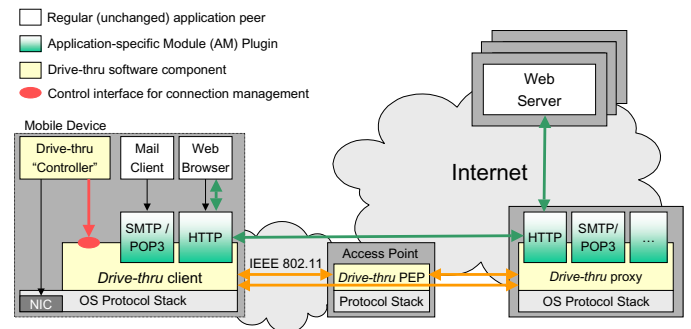 Regular (unchanged) application peer
Application-specific Module (AM) Plugin
Drive-thru software component
Control interface for connection management
Mobile Device
Drive-thru
"Controller"
Mail
Client
Web
Browser
SMTP /
POP3
HTTP
Drive-thru client
NIC
OS Protocol Stack
IEEE 802.11
Access Point
Drive-thru PEP
Protocol Stack
Internet
Web
Server
HTTP
SMTP/
POP3
...
Drive-thru proxy
OS Protocol Stack